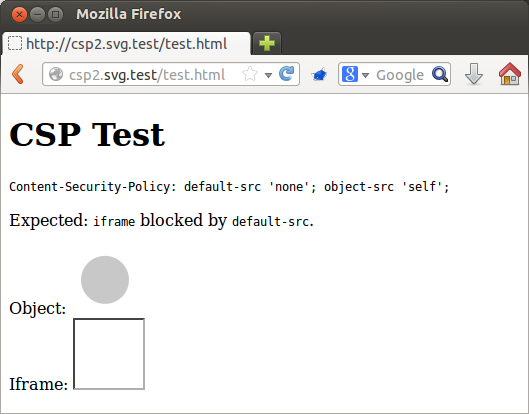 Mozilla Firefox
http://csp2.svg.test/test.html
csp2.svg.test/test.html
8 Google
CSP Test
Content-Security-Policy: default-src 'none'; object-src 'self';
Expected: iframe blocked by default-src.
Object:
Iframe: